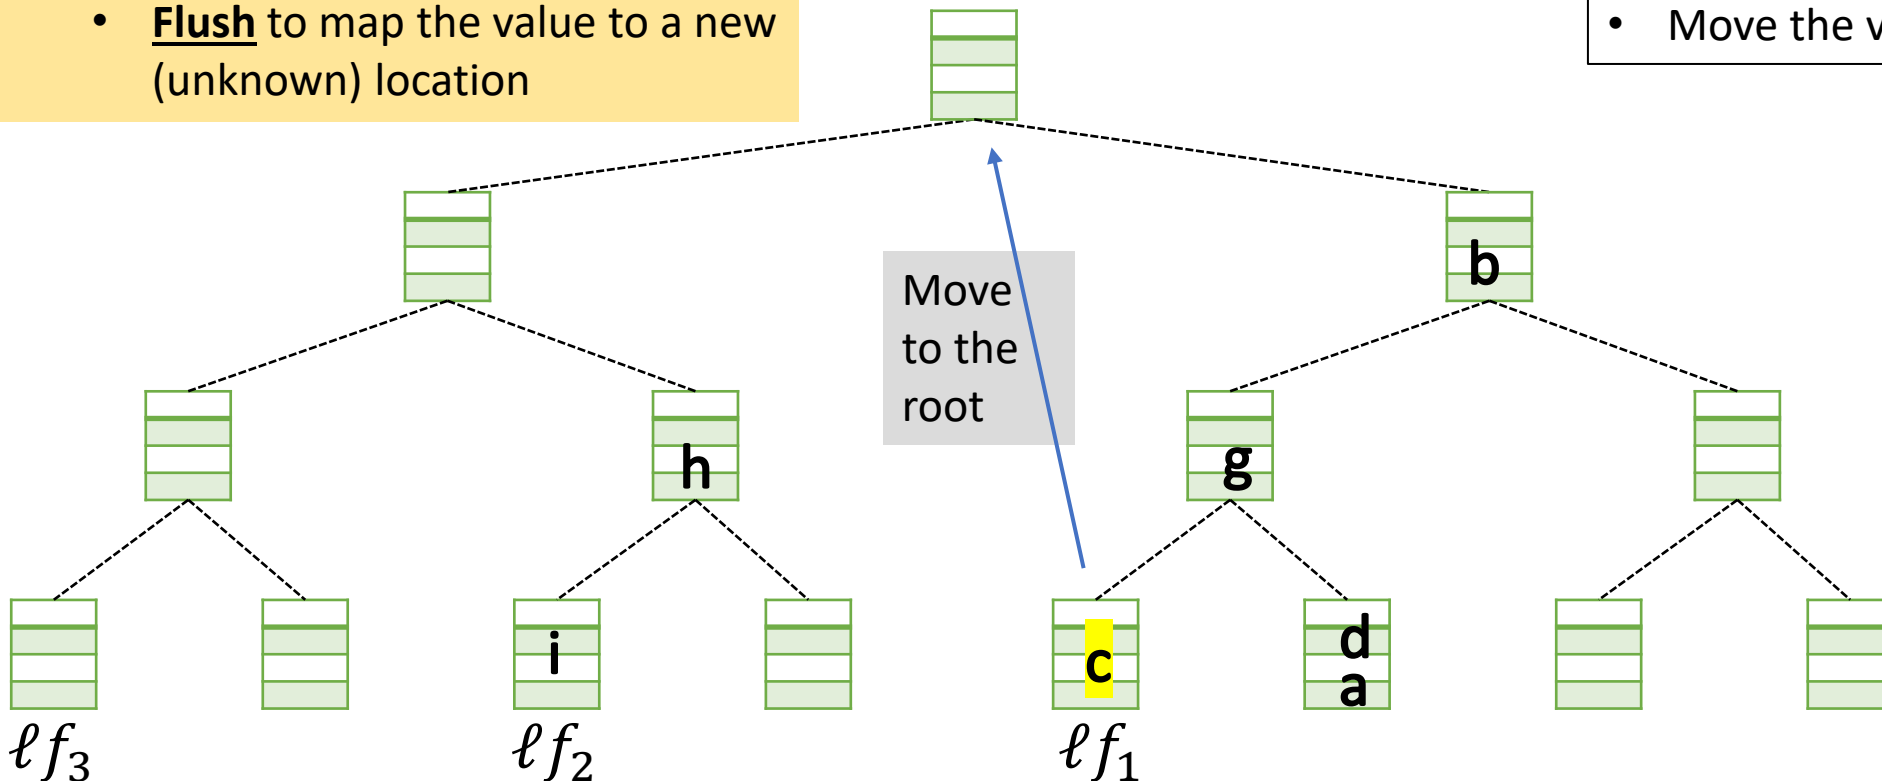 • Flush to map the value to a new
(unknown) location
• Move the v
b
Move
to the
root
h
g
i
c
d
a
ℓf₃
ℓf₂
ℓf₁